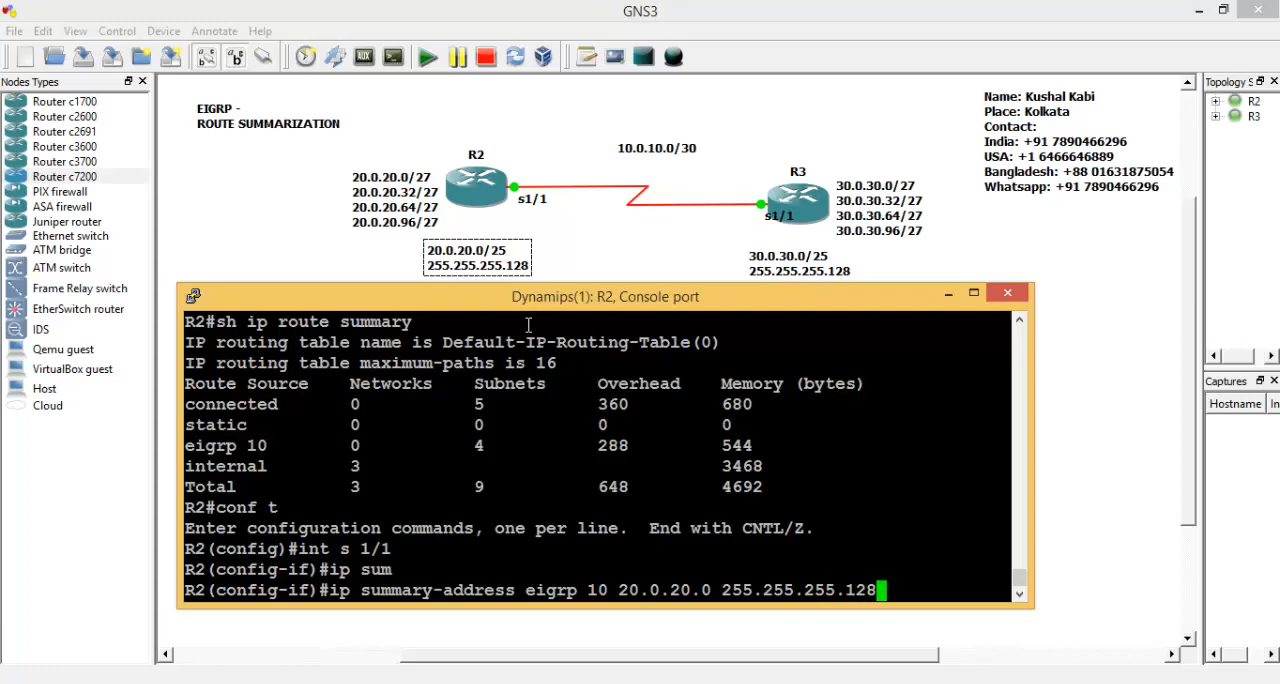 GNS3
File Edit View Control Device Annotate Help
Nodes Types
Router c1700
Router c2600
Router c2691
Router c3600
Router c3700
Router c7200
PIX firewall
ASA firewall
Juniper router
Ethernet switch
ATM bridge
ATM switch
Frame Relay switch
EtherSwitch router
IDS
Qemu guest
VirtualBox guest
Host
Cloud
EIGRP -
ROUTE SUMMARIZATION
R2
20.0.20.0/27
20.0.20.32/27
20.0.20.64/27
20.0.20.96/27
s1/1
20.0.20.0/25
255.255.255.128
10.0.10.0/30
R3
s1/1
30.0.30.0/27
30.0.30.32/27
30.0.30.64/27
30.0.30.96/27
30.0.30.0/25
255.255.255.128
Name: Kushal Kabi
Place: Kolkata
Contact:
India: +91 7890466296
USA: +1 6466646889
Bangladesh: +88 01631875054
Whatsapp: +91 7890466296
Topology S
R2
R3
Captures
Hostname In
Dynamips(1): R2, Console port
R2#sh ip route summary
IP routing table name is Default-IP-Routing-Table(0)
IP routing table maximum-paths is 16
Route Source Networks Subnets Overhead Memory (bytes)
connected 0 5 360 680
static 0 0 0 0
eigrp 10 0 4 288 544
internal 3 3468
Total 3 9 648 4692
R2#conf t
Enter configuration commands, one per line. End with CNTL/Z.
R2(config)#int s 1/1
R2(config-if)#ip sum
R2(config-if)#ip summary-address eigrp 10 20.0.20.0 255.255.255.128